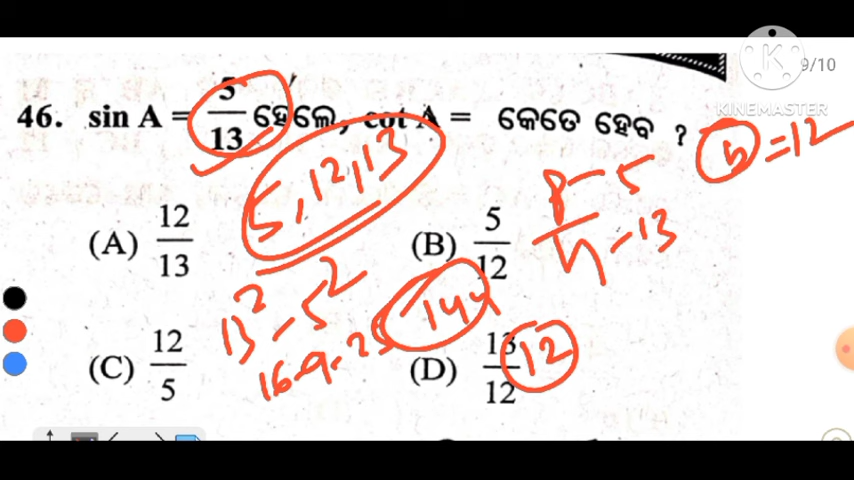 9/10
KINEMASTER
46. sin A = 5/13 ହେଲେ, cot A = କେତେ ହେବ ?
b = 12
5, 12, 13
p – 5
h – 13
(A) 12/13
(B) 5/12
13² – 5²
169 – 25
144
12
(C) 12/5
(D) 13/12